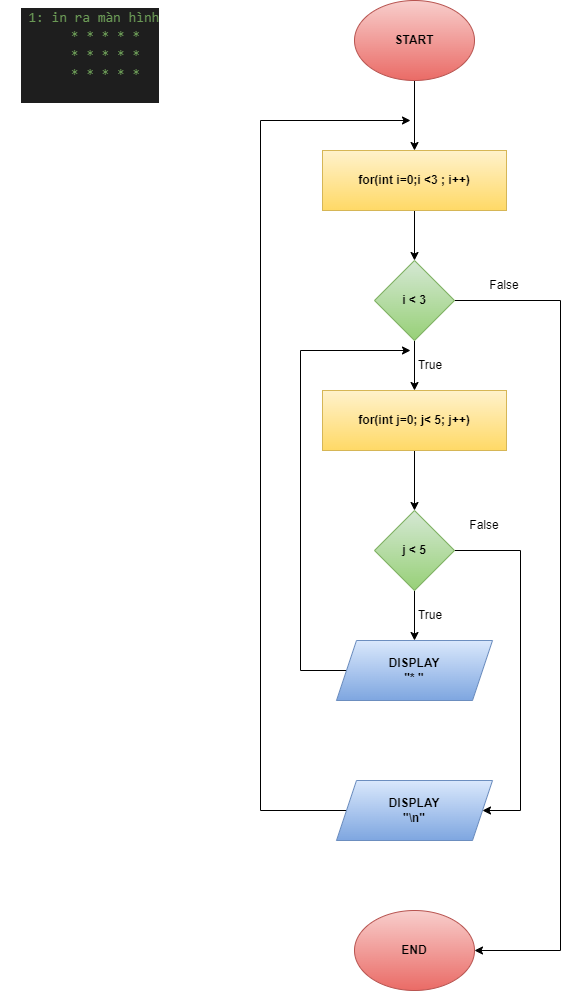 1: in ra màn hình
* * * * *
* * * * *
* * * * *
START
for(int i=0;i <3 ; i++)
i < 3
False
True
for(int j=0; j< 5; j++)
j < 5
False
True
DISPLAY
"* "
DISPLAY
"\n"
END